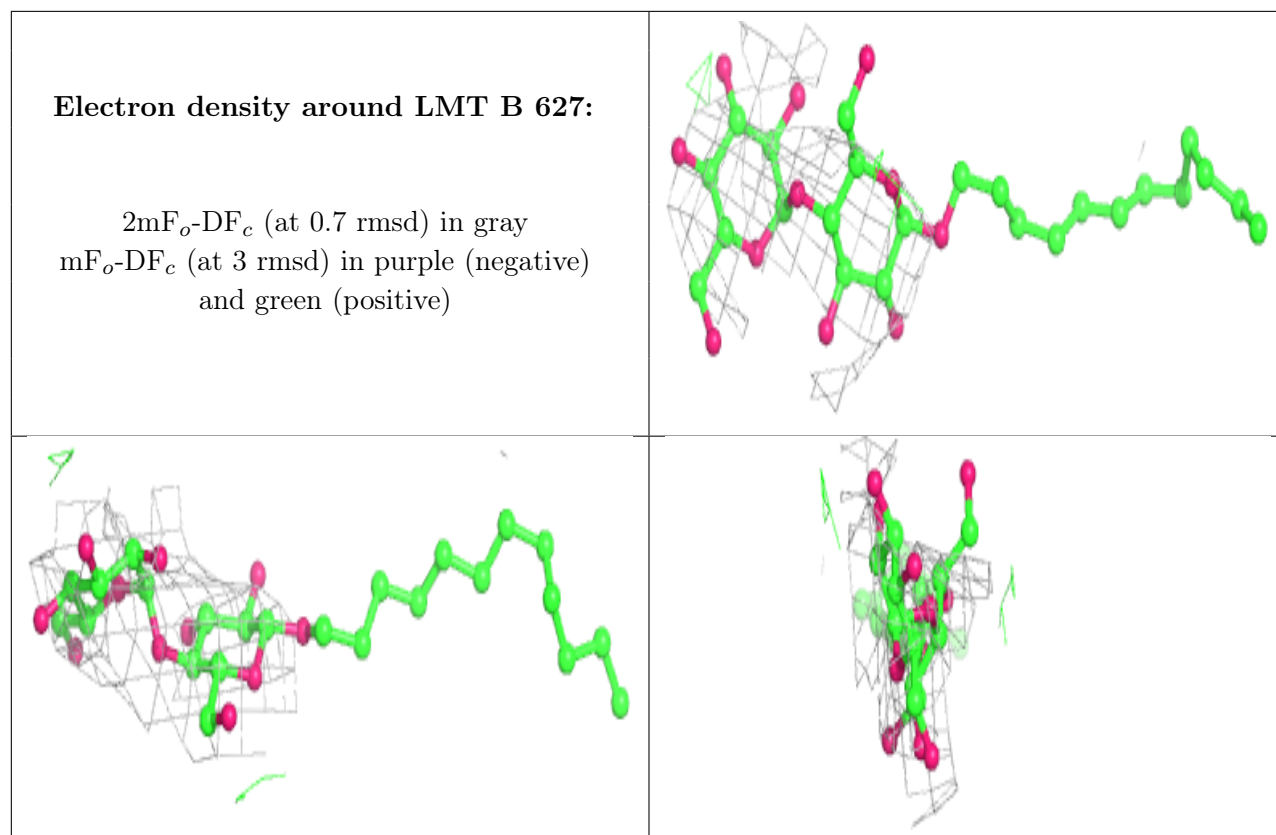 Electron density around LMT B 627:
2mFo-DFc (at 0.7 rmsd) in gray
mFo-DFc (at 3 rmsd) in purple (negative)
and green (positive)